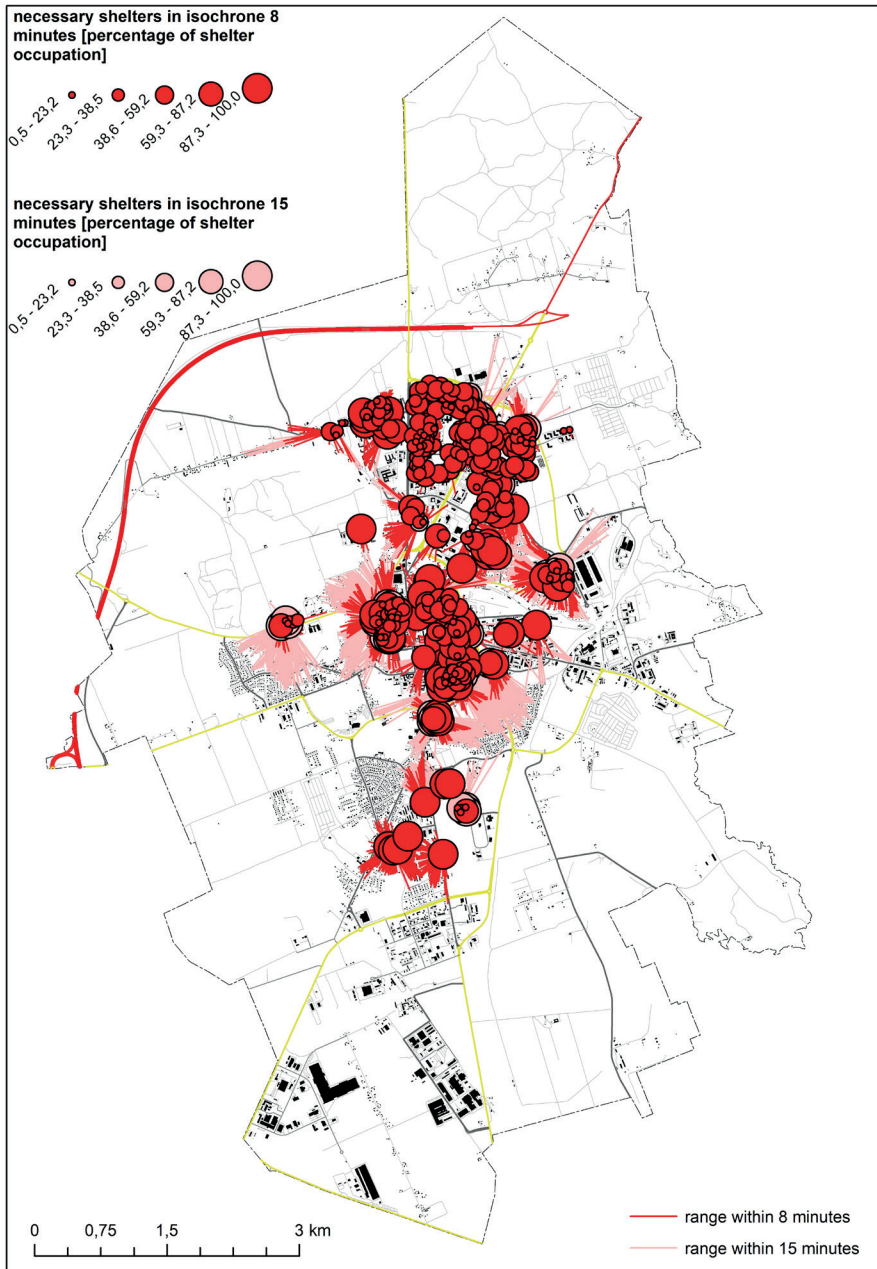 necessary shelters in isochrone 8
minutes [percentage of shelter
occupation]
0,5 - 23,2
23,3 - 38,5
38,6 - 59,2
59,3 - 87,2
87,3 - 100,0
necessary shelters in isochrone 15
minutes [percentage of shelter
occupation]
0,5 - 23,2
23,3 - 38,5
38,6 - 59,2
59,3 - 87,2
87,3 - 100,0
0 0,75 1,5 3 km
range within 8 minutes
range within 15 minutes